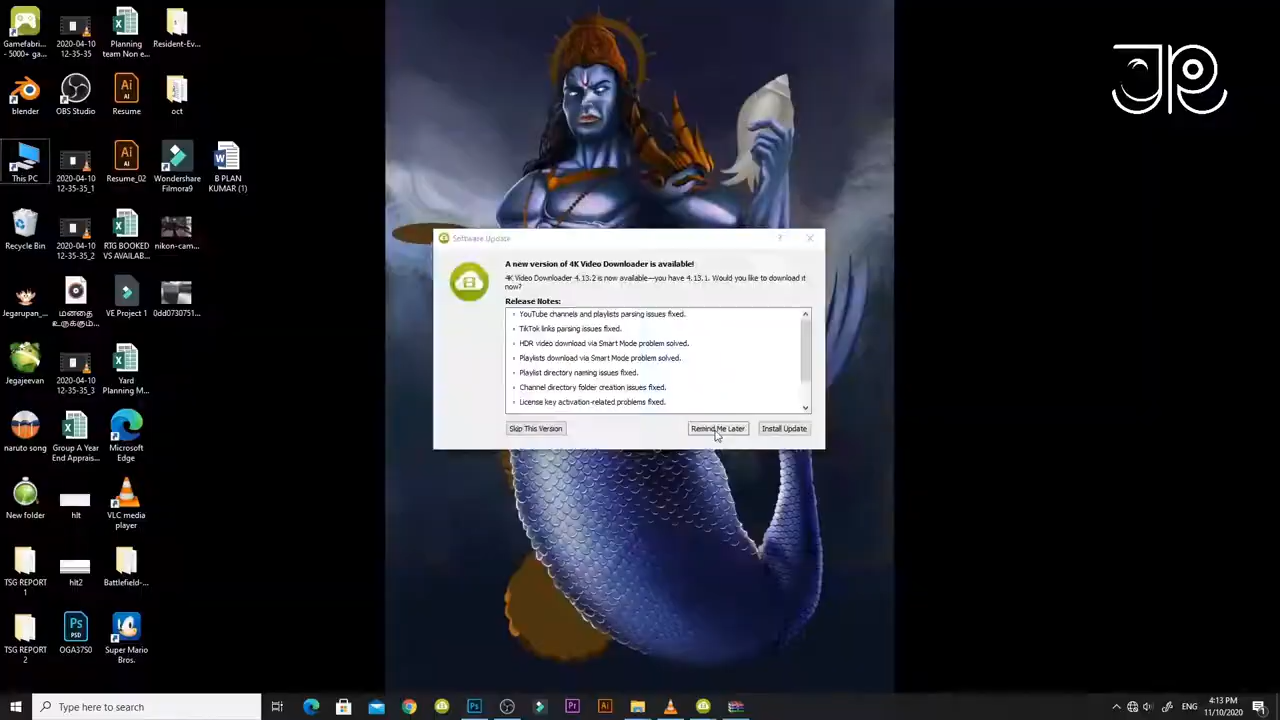 Gamefabri...
- 5000+ ga...
2020-04-10
12-35-35
Planning
team Non e...
Resident-Ev...
blender
OBS Studio
Resume
oct
This PC
2020-04-10
12-35-35_1
Resume_02
Wondershare
Filmora9
B PLAN
KUMAR (1)
Recycle Bin
2020-04-10
12-35-35_2
RTG BOOKED
VS AVAILAB...
nikon-cam...
Jegarupan_...
மனதை
உருக்கும்...
VE Project 1
0dd0730751...
Jegajeevan
2020-04-10
12-35-35_3
Yard
Planning M...
naruto song
Group A Year
End Apprais...
Microsoft
Edge
New folder
hlt
VLC media
player
TSG REPORT
1
hlt2
Battlefield-...
TSG REPORT
2
OGA37S0
Super Mario
Bros.
Software Update
A new version of 4K Video Downloader is available!
4K Video Downloader 4.13.2 is now available—you have 4.13.1. Would you like to download it
now?
Release Notes:
YouTube channels and playlists parsing issues fixed.
TikTok links parsing issues fixed.
HDR video download via Smart Mode problem solved.
Playlists download via Smart Mode problem solved.
Playlist directory naming issues fixed.
Channel directory folder creation issues fixed.
License key activation-related problems fixed.
Skip This Version
Remind Me Later
Install Update
JR
Type here to search
4:13 PM
11/10/2020